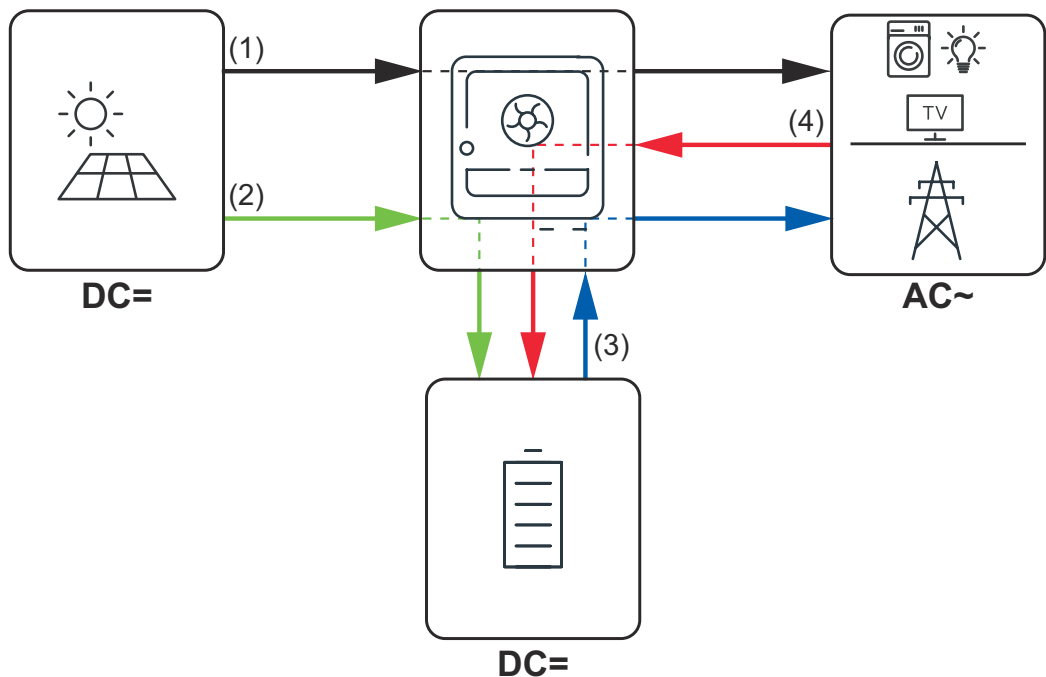 (1)
TV
(4)
(2)
DC=
AC~
(3)
DC=